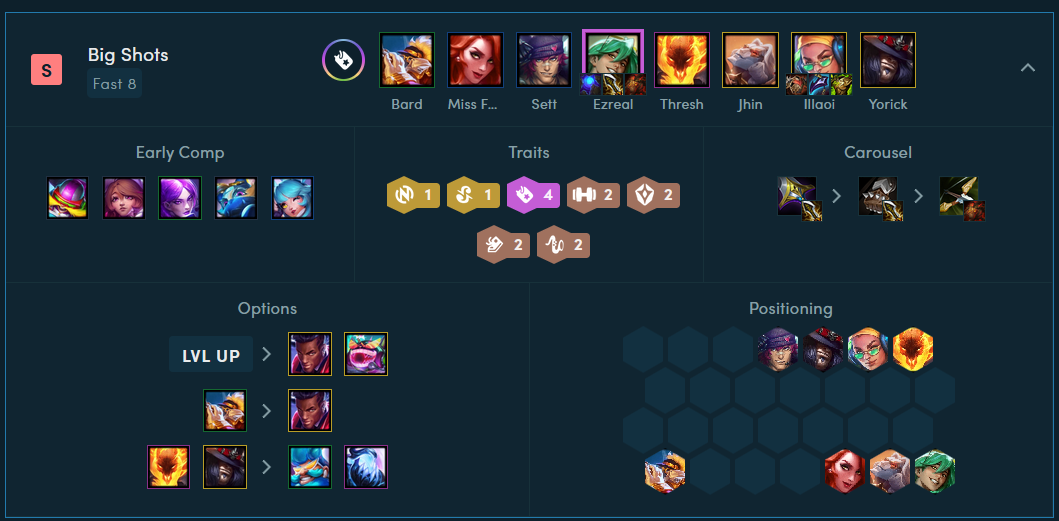 S
Big Shots
Fast 8
Bard
Miss F...
Sett
Ezreal
Thresh
Jhin
Illaoi
Yorick
Early Comp
Traits
Carousel
1
1
4
2
2
2
2
Options
Positioning
LVL UP